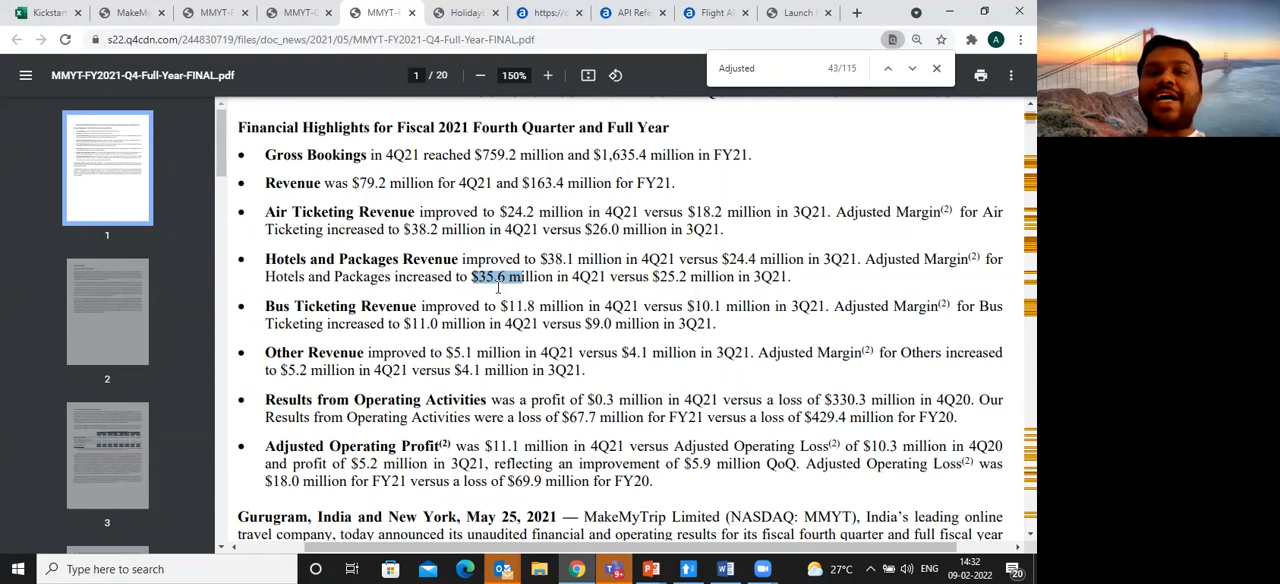 Kickstart
MakeMy
MMYT-F
MMYT-C
MMYT-F
Holidays
https://d
API Refe
Flight AP
Launch
s22.q4cdn.com/244830719/files/doc_news/2021/05/MMYT-FY2021-Q4-Full-Year-FINAL.pdf
A
Adjusted 43/115
MMYT-FY2021-Q4-Full-Year-FINAL.pdf
1 / 20
150%
Financial Highlights for Fiscal 2021 Fourth Quarter and Full Year
• Gross Bookings in 4Q21 reached $759.2 million and $1,635.4 million in FY21.
• Revenue was $79.2 million for 4Q21 and $163.4 million for FY21.
• Air Ticketing Revenue improved to $24.2 million in 4Q21 versus $18.2 million in 3Q21. Adjusted Margin(2) for Air
Ticketing increased to $38.2 million in 4Q21 versus $26.0 million in 3Q21.
• Hotels and Packages Revenue improved to $38.1 million in 4Q21 versus $24.4 million in 3Q21. Adjusted Margin(2) for
Hotels and Packages increased to $35.6 million in 4Q21 versus $25.2 million in 3Q21.
• Bus Ticketing Revenue improved to $11.8 million in 4Q21 versus $10.1 million in 3Q21. Adjusted Margin(2) for Bus
Ticketing increased to $11.0 million in 4Q21 versus $9.0 million in 3Q21.
• Other Revenue improved to $5.1 million in 4Q21 versus $4.1 million in 3Q21. Adjusted Margin(2) for Others increased
to $5.2 million in 4Q21 versus $4.1 million in 3Q21.
• Results from Operating Activities was a profit of $0.3 million in 4Q21 versus a loss of $330.3 million in 4Q20. Our
Results from Operating Activities were a loss of $67.7 million for FY21 versus a loss of $429.4 million for FY20.
• Adjusted Operating Profit(2) was $11.1 million in 4Q21 versus Adjusted Operating Loss(2) of $10.3 million in 4Q20
and profit of $5.2 million in 3Q21, reflecting an improvement of $5.9 million QoQ. Adjusted Operating Loss(2) was
$18.0 million for FY21 versus a loss of $69.9 million for FY20.
Gurugram, India and New York, May 25, 2021 — MakeMyTrip Limited (NASDAQ: MMYT), India's leading online
travel company, today announced its unaudited financial and operating results for its fiscal fourth quarter and full fiscal year
1
2
3
Type here to search
27°C
ENG
14:32
09-02-2022
20